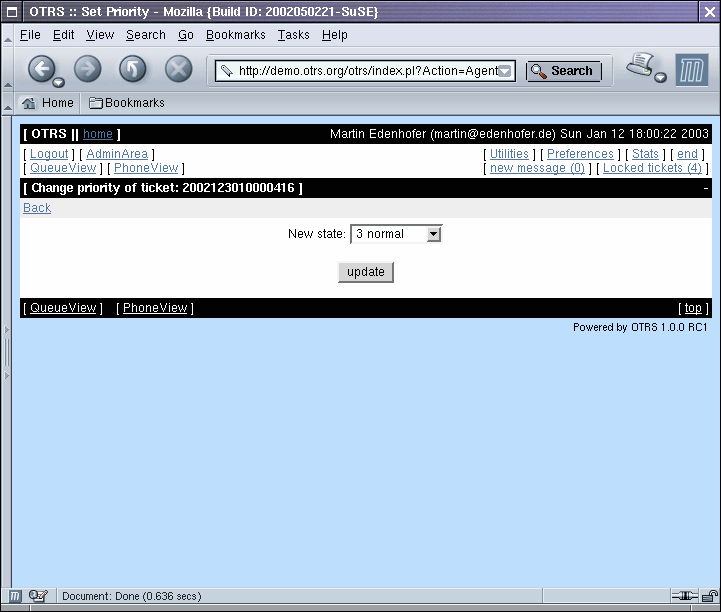 OTRS :: Set Priority - Mozilla {Build ID: 2002050221-SuSE}
File Edit View Search Go Bookmarks Tasks Help
http://demo.otrs.org/otrs/index.pl?Action=Agent Search
Home Bookmarks
[ OTRS || home ] Martin Edenhofer (martin@edenhofer.de) Sun Jan 12 18:00:22 2003
[ Logout ] [ AdminArea ] [ Utilities ] [ Preferences ] [ Stats ] [ end ]
[ QueueView ] [ PhoneView ] [ new message (0) ] [ Locked tickets (4) ]
[ Change priority of ticket: 2002123010000416 ] -
Back
New state: 3 normal
update
[ QueueView ] [ PhoneView ] [ top ]
Powered by OTRS 1.0.0 RC1
Document: Done (0.636 secs)